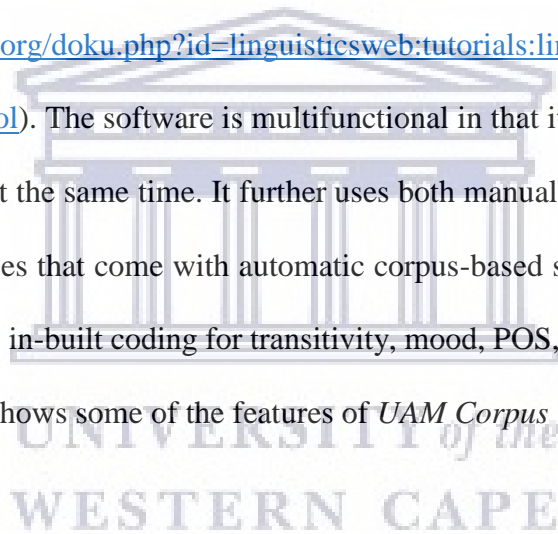 org/doku.php?id=linguisticsweb:tutorials:lin
ol). The software is multifunctional in that i
t the same time. It further uses both manual
es that come with automatic corpus-based s
in-built coding for transitivity, mood, POS,
hows some of the features of UAM Corpus
UNIVERSITY of the
WESTERN CAPE